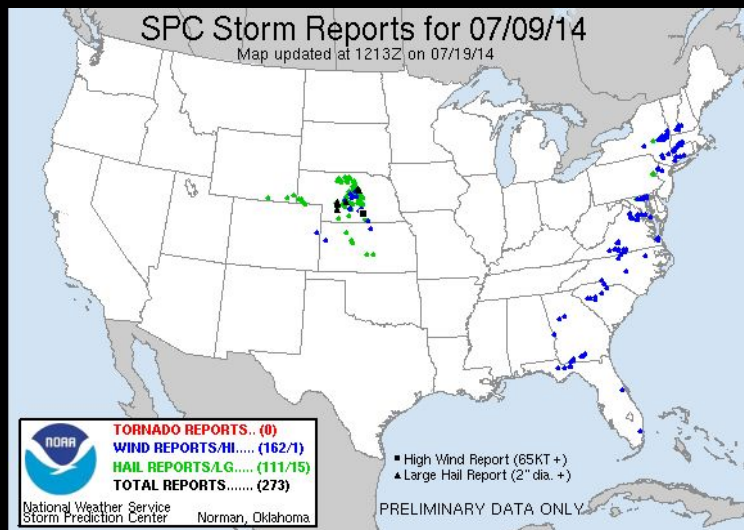 SPC Storm Reports for 07/09/14
Map updated at 1213Z on 07/19/14
NOAA
TORNADO REPORTS.. (0)
WIND REPORTS/HI..... (162/1)
HAIL REPORTS/LG..... (111/15)
TOTAL REPORTS....... (273)
National Weather Service
Storm Prediction Center Norman, Oklahoma
High Wind Report (65KT +)
Large Hail Report (2" dia. +)
PRELIMINARY DATA ONLY